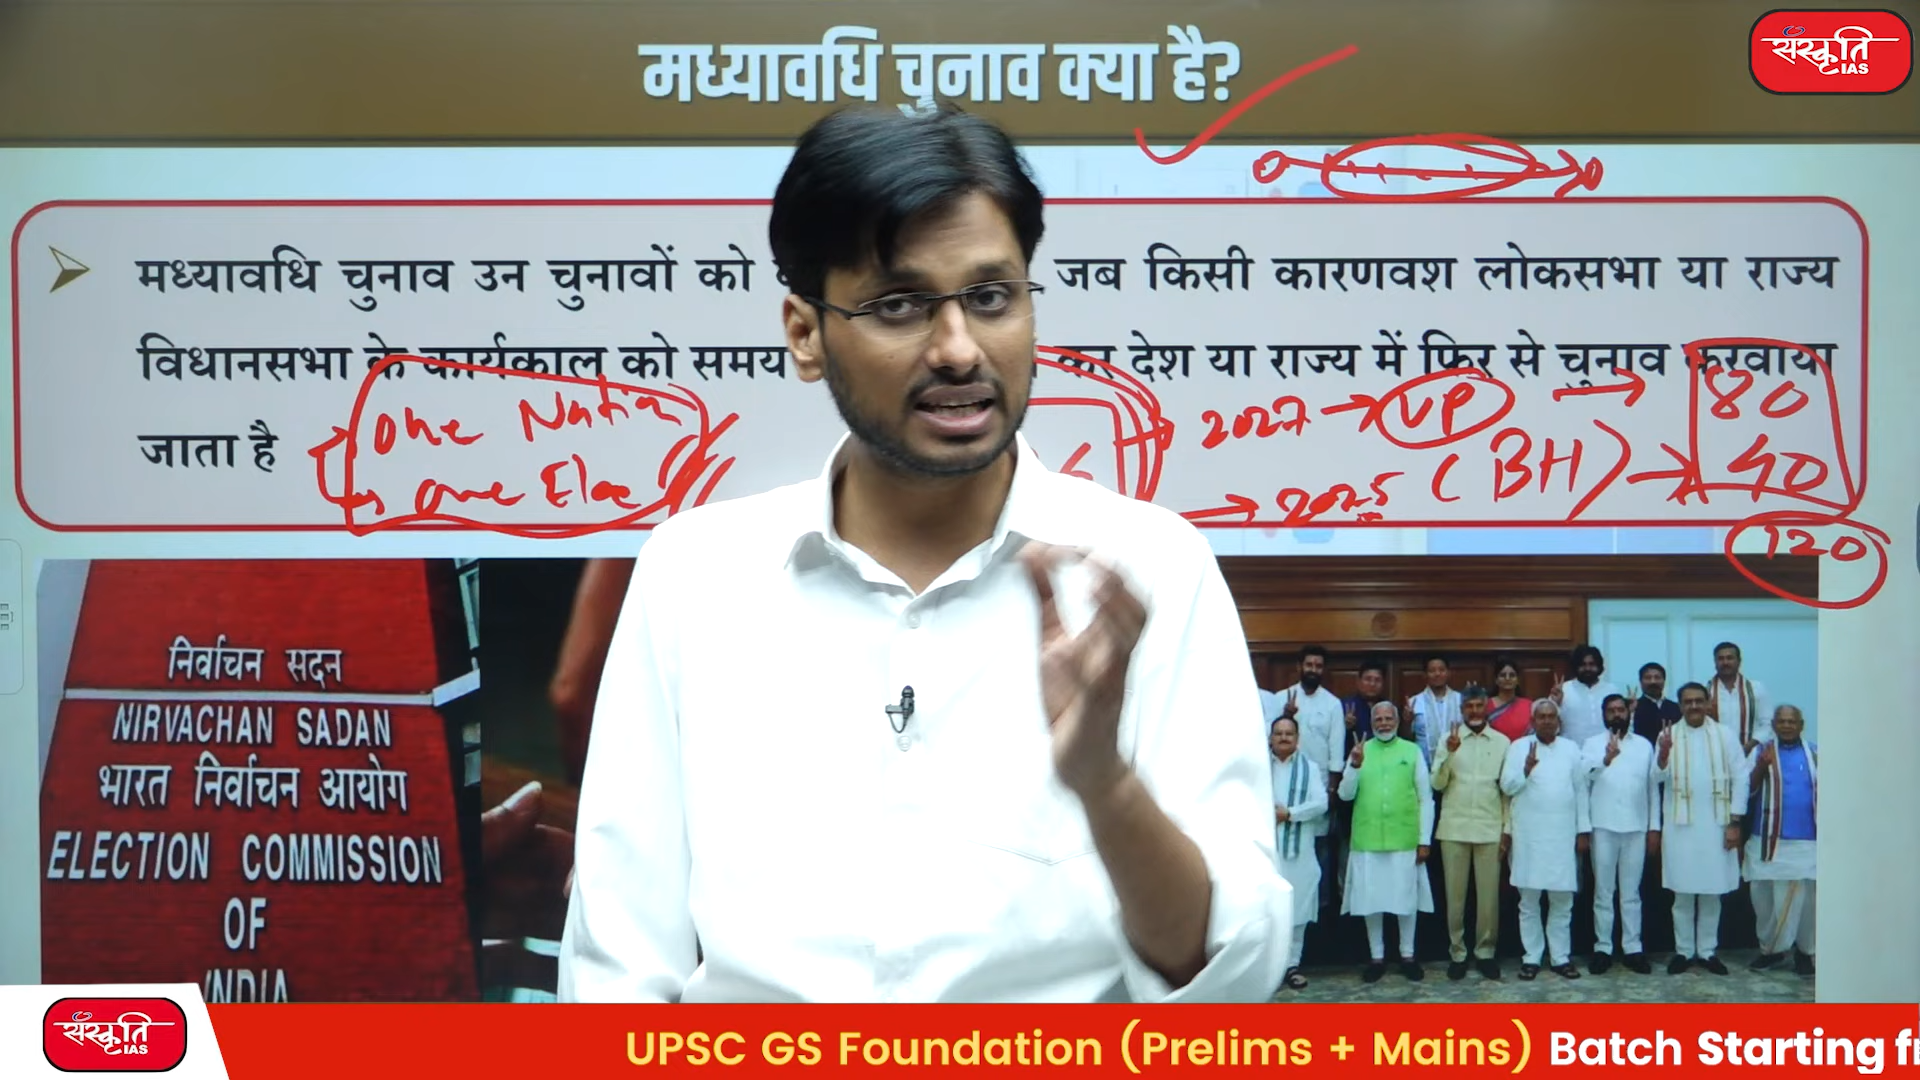 मध्यावधि चुनाव क्या है?
संस्कृति
IAS
मध्यावधि चुनाव उन चुनावों को जब किसी कारणवश लोकसभा या राज्य
विधानसभा के कार्यकाल को समय कर देश या राज्य में फिर से चुनाव करवाया
जाता है
One Nation
One Elec
2027 → UP → 80
→ 2025 (BH) → 40
120
निर्वाचन सदन
NIRVACHAN SADAN
भारत निर्वाचन आयोग
ELECTION COMMISSION
OF
INDIA
संस्कृति
IAS
UPSC GS Foundation (Prelims + Mains) Batch Starting fr